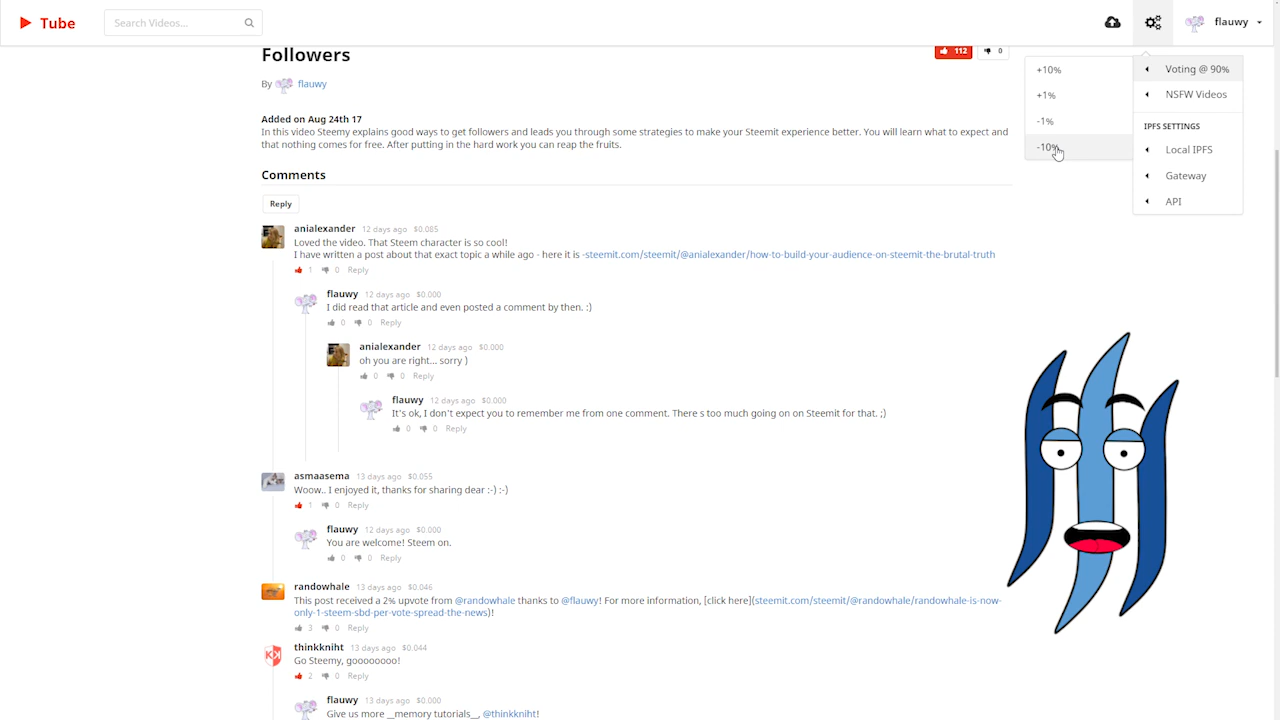 Tube
Search Videos...
flauwy
Followers
112
0
By flauwy
+10%
+1%
-1%
-10%
Voting @ 90%
NSFW Videos
IPFS SETTINGS
Local IPFS
Gateway
API
Added on Aug 24th 17
In this video Steemy explains good ways to get followers and leads you through some strategies to make your Steemit experience better. You will learn what to expect and
that nothing comes for free. After putting in the hard work you can reap the fruits.
Comments
Reply
anialexander 12 days ago $0.085
Loved the video. That Steem character is so cool!
I have written a post about that exact topic a while ago - here it is -steemit.com/steemit/@anialexander/how-to-build-your-audience-on-steemit-the-brutal-truth
1 0 Reply
flauwy 12 days ago $0.000
I did read that article and even posted a comment by then. :)
0 0 Reply
anialexander 12 days ago $0.000
oh you are right... sorry )
0 0 Reply
flauwy 12 days ago $0.000
It's ok, I don't expect you to remember me from one comment. There s too much going on on Steemit for that. ;)
0 0 Reply
asmaasema 13 days ago $0.055
Woow.. I enjoyed it, thanks for sharing dear :-) :-)
1 0 Reply
flauwy 12 days ago $0.000
You are welcome! Steem on.
0 0 Reply
randowhale 13 days ago $0.046
This post received a 2% upvote from @randowhale thanks to @flauwy! For more information, [click here](steemit.com/steemit/@randowhale/randowhale-is-now-
only-1-steem-sbd-per-vote-spread-the-news)!
3 0 Reply
thinkkniht 13 days ago $0.044
Go Steemy, goooooooo!
2 0 Reply
flauwy 13 days ago $0.000
Give us more __memory tutorials__, @thinkkniht!